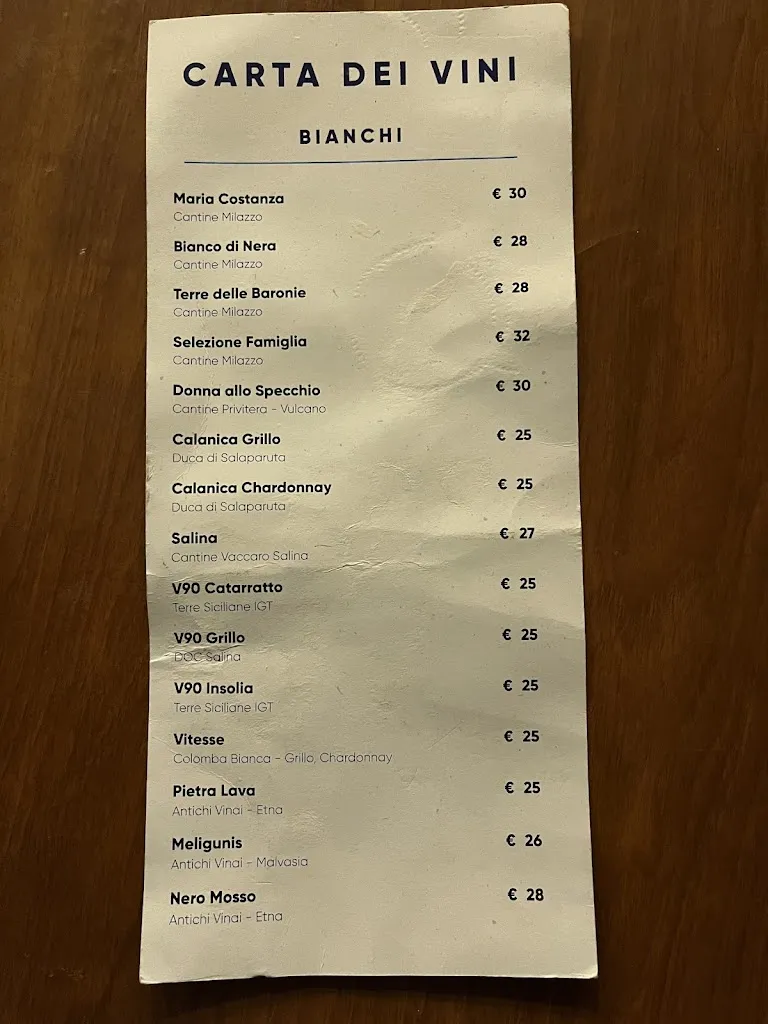 CARTA DEI VINI
BIANCHI
Maria Costanza € 30
Cantine Milazzo
Bianco di Nera € 28
Cantine Milazzo
Terre delle Baronie € 28
Cantine Milazzo
Selezione Famiglia € 32
Cantine Milazzo
Donna allo Specchio € 30
Cantine Privitera - Vulcano
Calanica Grillo € 25
Duca di Salaparuta
Calanica Chardonnay € 25
Duca di Salaparuta
Salina € 27
Cantine Vaccaro Salina
V90 Catarratto € 25
Terre Siciliane IGT
V90 Grillo € 25
DOC Salina
V90 Insolia € 25
Terre Siciliane IGT
Vitesse € 25
Colomba Bianca - Grillo, Chardonnay
Pietra Lava € 25
Antichi Vinai - Etna
Meligunis € 26
Antichi Vinai - Malvasia
Nero Mosso € 28
Antichi Vinai - Etna